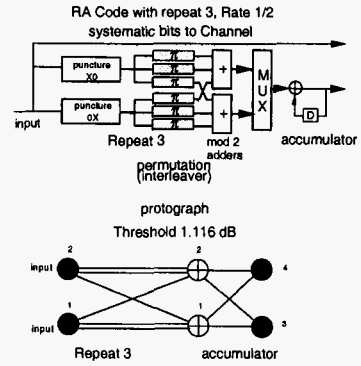 RA Code with repeat 3, Rate 1/2
systematic bits to Channel
puncture
X0
π
π
π
+
M
U
X
+
puncture
0X
π
π
π
+
D
input
Repeat 3
mod 2
adders
accumulator
permutation
(interleaver)
protograph
Threshold 1.116 dB
2
2
input
4
1
1
input
3
Repeat 3
accumulator